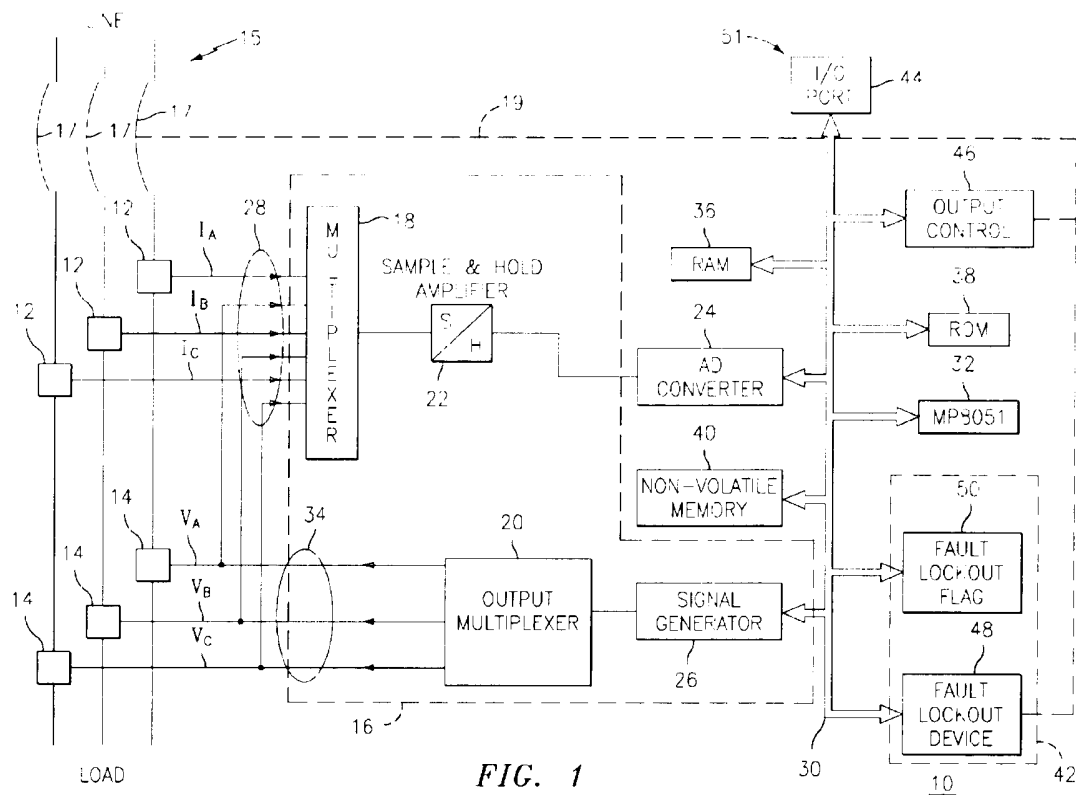 LINE
15
51
I/O
PORT
44
17
17
17
19
46
OUTPUT
CONTROL
12
28
18
36
RAM
I_A
MULTIPLEXER
SAMPLE & HOLD
AMPLIFIER
38
ROM
12
I_B
S/H
24
AD
CONVERTER
12
I_C
22
32
MP8051
40
NON-VOLATILE
MEMORY
14
V_A
34
20
50
FAULT
LOCKOUT
FLAG
14
V_B
OUTPUT
MULTIPLEXER
SIGNAL
GENERATOR
14
V_C
26
48
FAULT
LOCKOUT
DEVICE
16
30
42
LOAD
FIG. 1
10